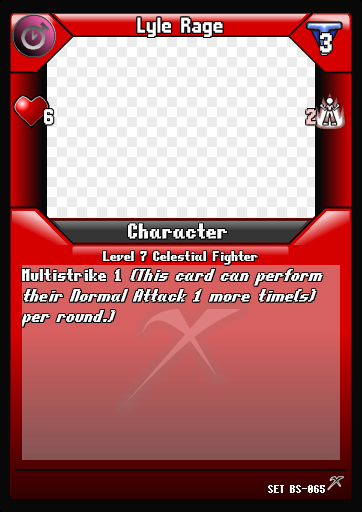 Lyle Rage
3
6
2
Character
Level 7 Celestial Fighter
Multistrike 1 (This card can perform
their Normal Attack 1 more time(s)
per round.)
SET BS-065